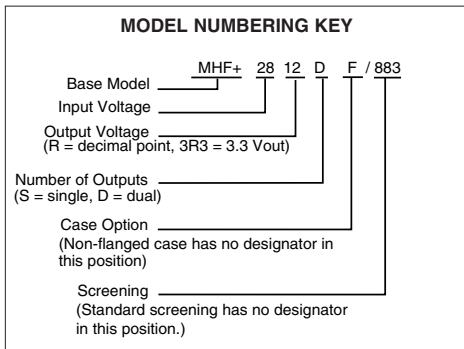 MODEL NUMBERING KEY
MHF+ 28 12 D F / 883
Base Model
Input Voltage
Output Voltage
(R = decimal point, 3R3 = 3.3 Vout)
Number of Outputs
(S = single, D = dual)
Case Option
(Non-flanged case has no designator in
this position)
Screening
(Standard screening has no designator
in this position.)